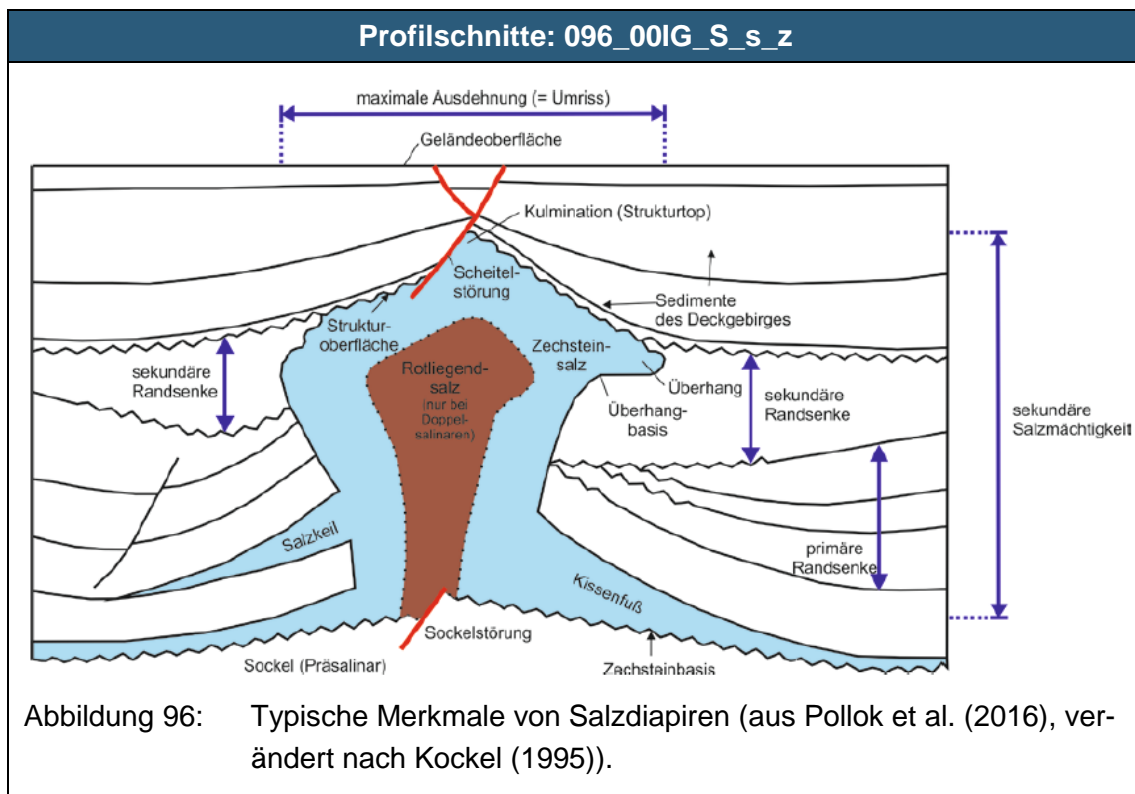 Profilschnitte: 096_00IG_S_s_z
maximale Ausdehnung (= Umriss)
Geländeoberfläche
Kulmination (Strukturtop)
Scheitel-
störung
Sedimente
des Deckgebirges
Struktur-
oberfläche
Zechstein-
salz
Rotliegend-
salz
(nur bei
Doppel-
salinaren)
Überhang
Überhang-
basis
sekundäre
Randsenke
sekundäre
Randsenke
sekundäre
Salzmächtigkeit
primäre
Randsenke
Salzkeil
Kissenfuß
Sockelstörung
Sockel (Präsalinar)
Zechsteinbasis
Abbildung 96: Typische Merkmale von Salzdiapiren (aus Pollok et al. (2016), ver-
ändert nach Kockel (1995)).